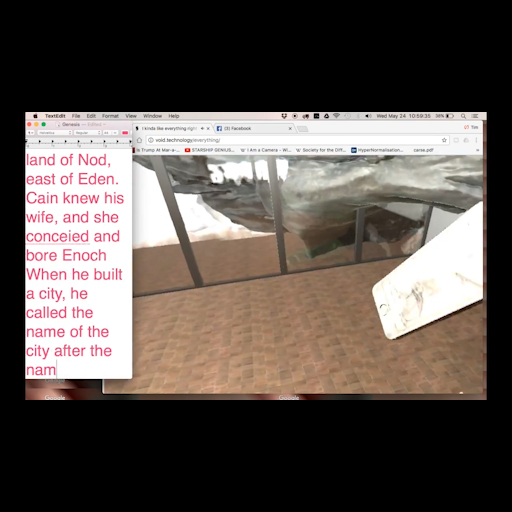 TextEdit File Edit Format View Window Help
Wed May 24 10:59:35
Genesis — Edited
I kinda like everything righ
(3) Facebook
void.technology/everything/
Is Trump At Mar-a-
STARSHIP GENIUS...
I Am a Camera – Wi...
Society for the Diff...
HyperNormalisation...
carse.pdf
land of Nod,
east of Eden.
Cain knew his
wife, and she
conceied and
bore Enoch
When he built
a city, he
called the
name of the
city after the
nam
Google
Google